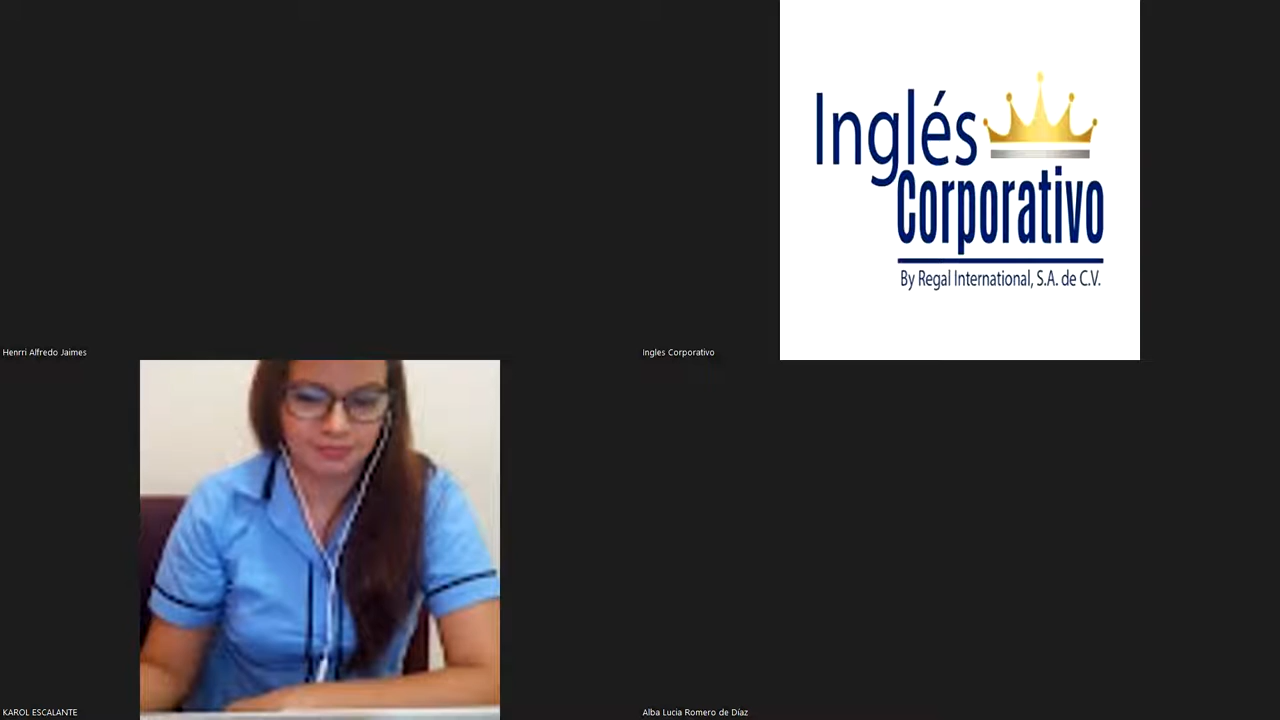 Inglés
Corporativo
By Regal International, S.A. de C.V.
Henrri Alfredo Jaimes
Ingles Corporativo
KAROL ESCALANTE
Alba Lucia Romero de Díaz